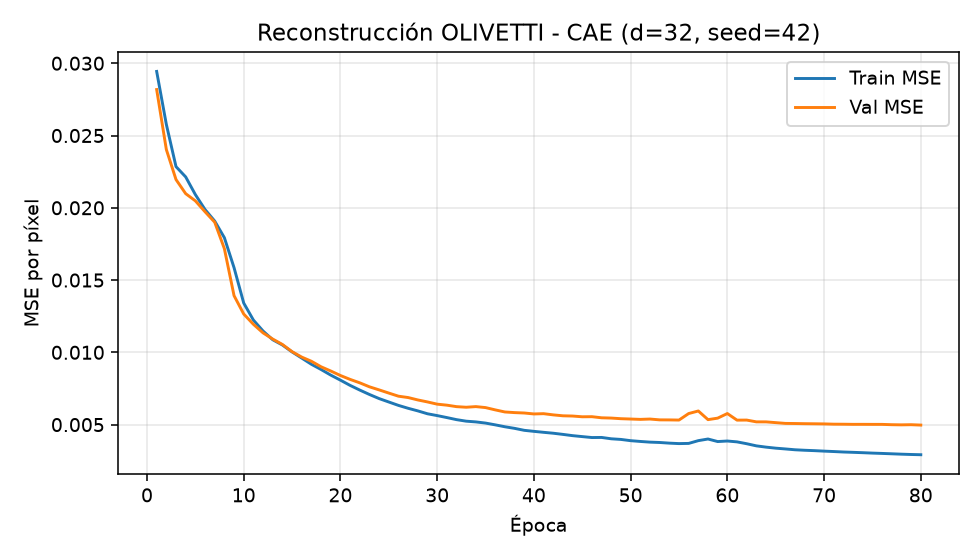 Reconstrucción OLIVETTI - CAE (d=32, seed=42)
Train MSE
Val MSE
MSE por píxel
0.030
0.025
0.020
0.015
0.010
0.005
0 10 20 30 40 50 60 70 80
Época